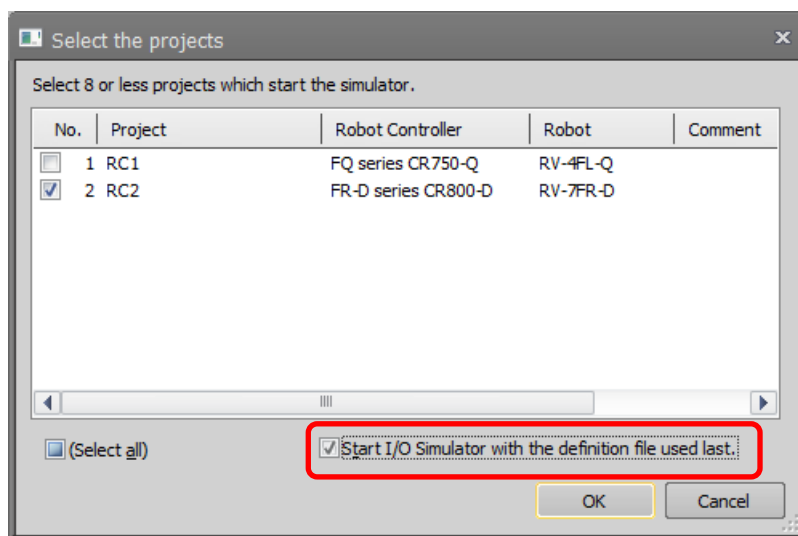 Select the projects
Select 8 or less projects which start the simulator.
No. Project Robot Controller Robot Comment
1 RC1 FQ series CR750-Q RV-4FL-Q
2 RC2 FR-D series CR800-D RV-7FR-D
(Select all) Start I/O Simulator with the definition file used last.
OK Cancel